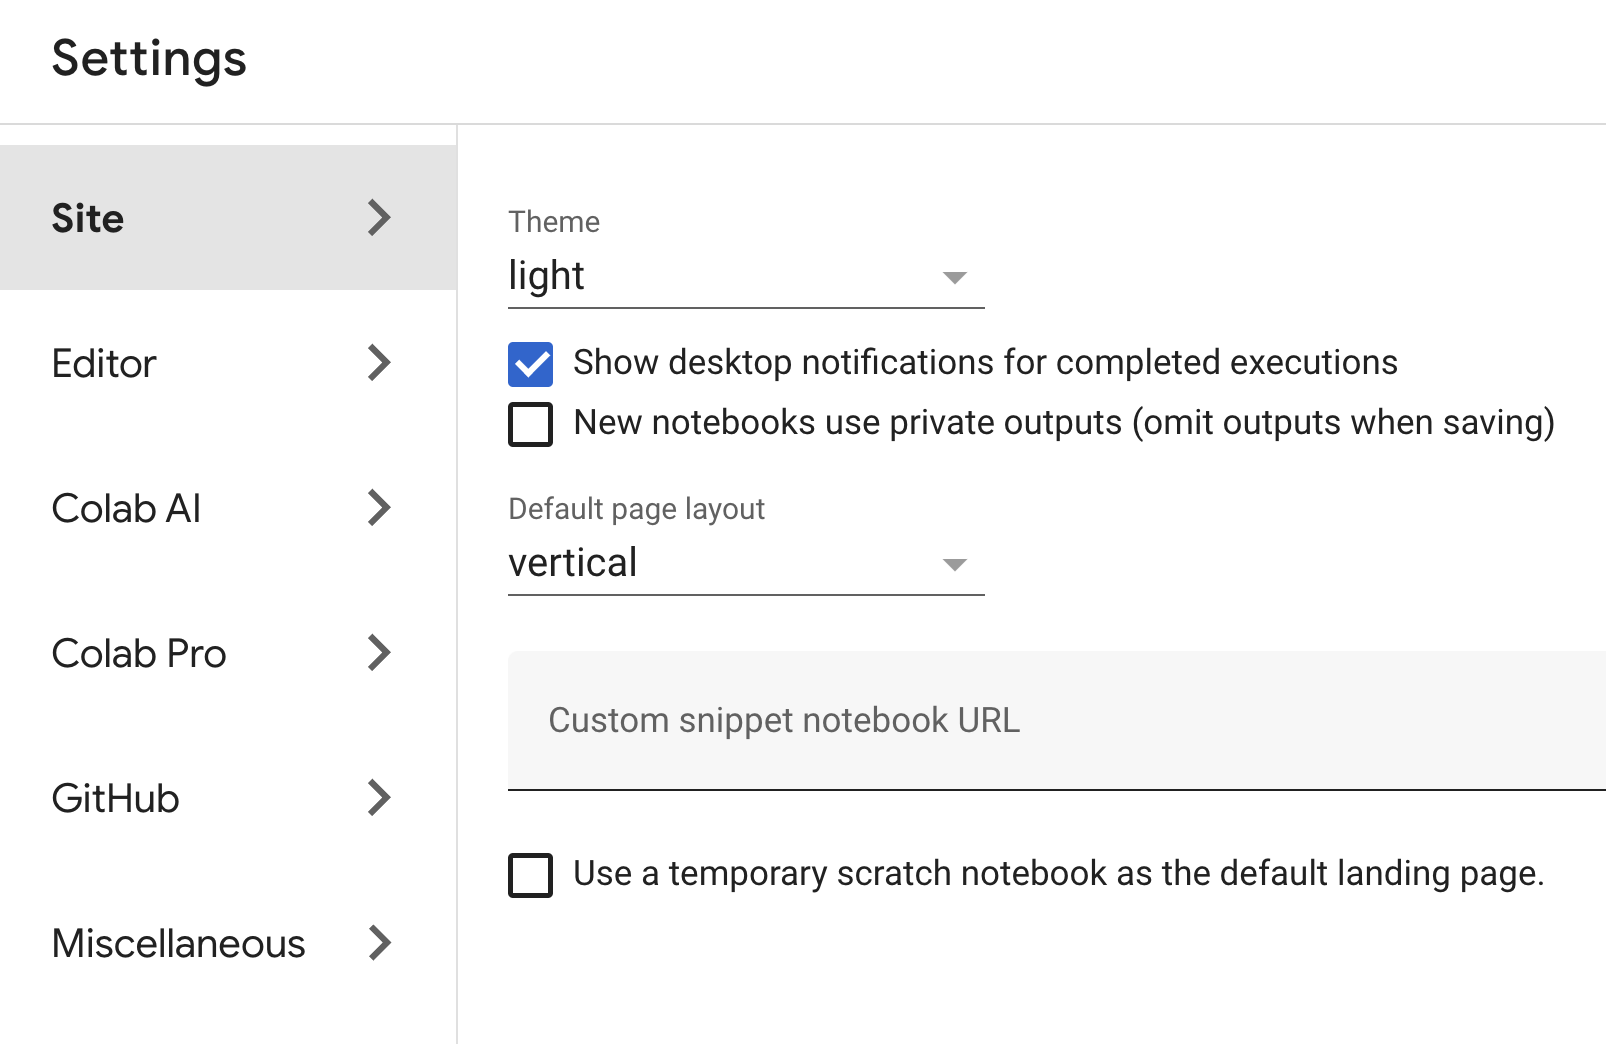 Settings
Site
Editor
Colab AI
Colab Pro
GitHub
Miscellaneous
Theme
light
Show desktop notifications for completed executions
New notebooks use private outputs (omit outputs when saving)
Default page layout
vertical
Custom snippet notebook URL
Use a temporary scratch notebook as the default landing page.